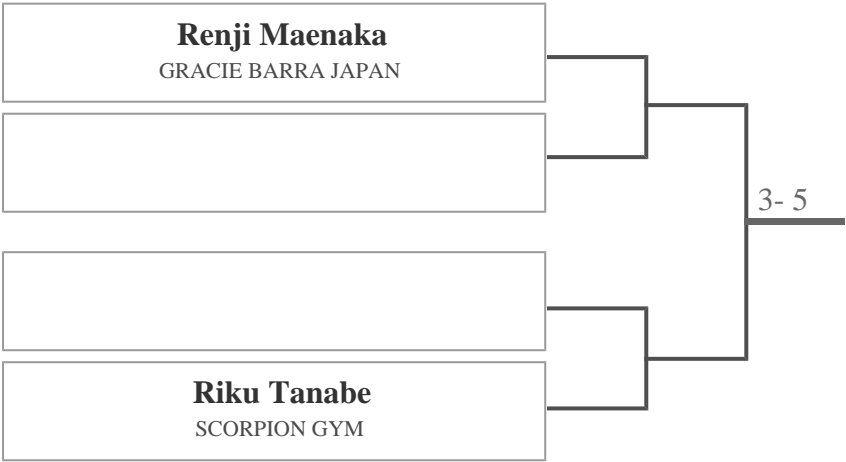 Renji Maenaka
GRACIE BARRA JAPAN
3- 5
Riku Tanabe
SCORPION GYM